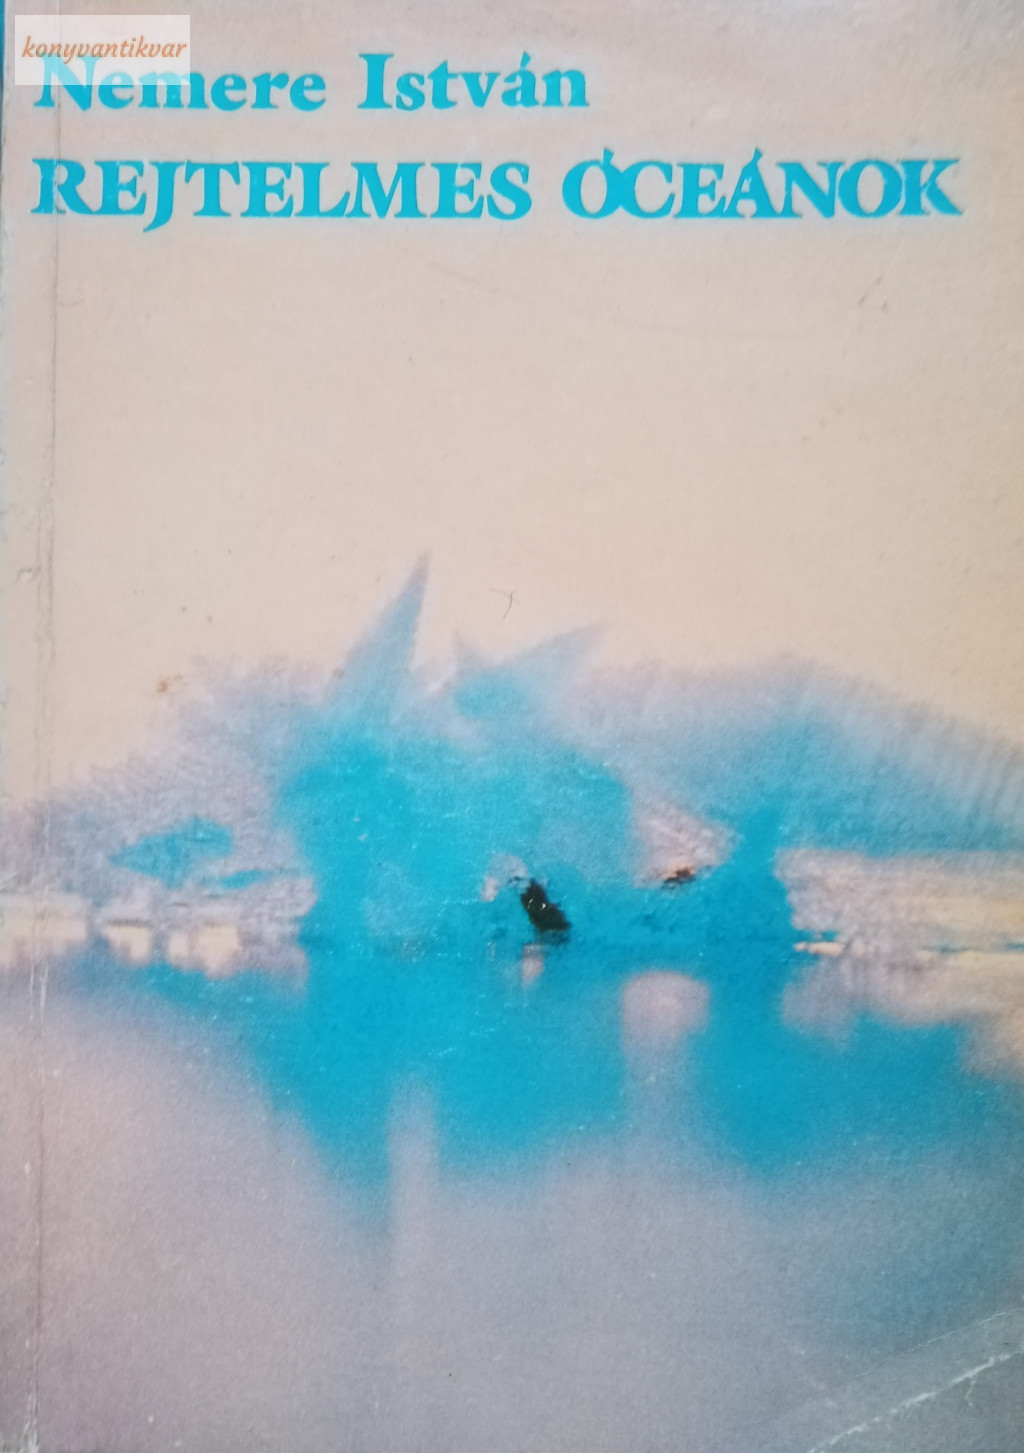 konyvantikvar
Nemere István
REJTELMES ÓCEÁNOK